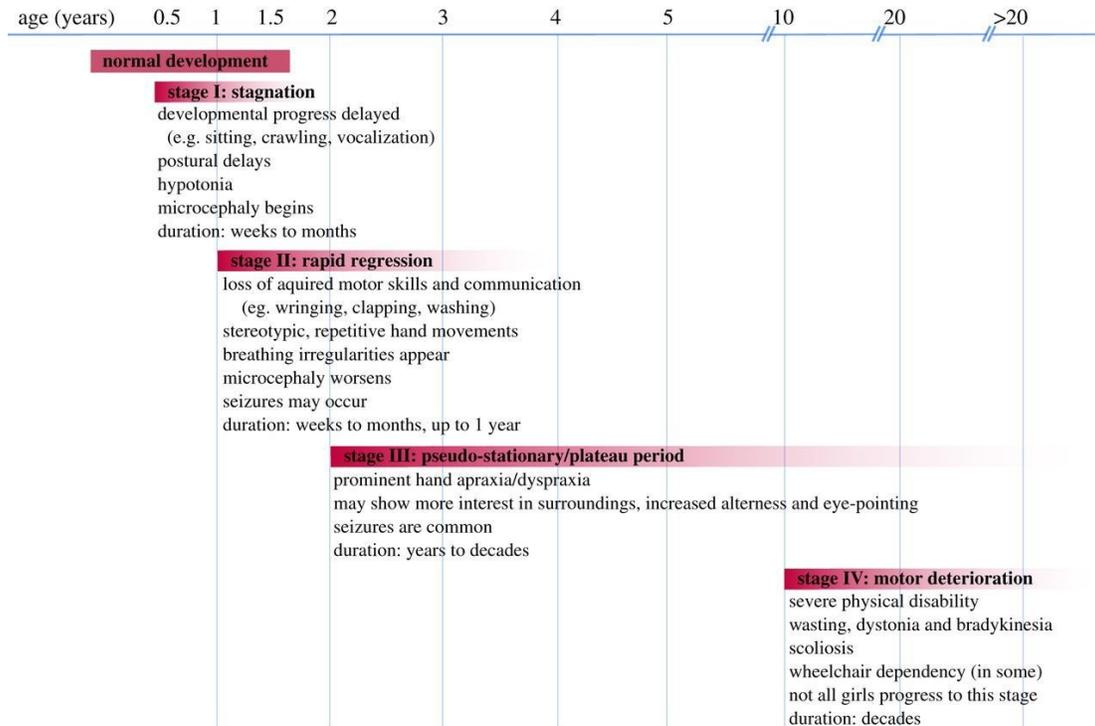 age (years) 0.5 1 1.5 2 3 4 5 10 20 >20
normal development
stage I: stagnation
developmental progress delayed
(e.g. sitting, crawling, vocalization)
postural delays
hypotonia
microcephaly begins
duration: weeks to months
stage II: rapid regression
loss of aquired motor skills and communication
(eg. wringing, clapping, washing)
stereotypic, repetitive hand movements
breathing irregularities appear
microcephaly worsens
seizures may occur
duration: weeks to months, up to 1 year
stage III: pseudo-stationary/plateau period
prominent hand apraxia/dyspraxia
may show more interest in surroundings, increased alterness and eye-pointing
seizures are common
duration: years to decades
stage IV: motor deterioration
severe physical disability
wasting, dystonia and bradykinesia
scoliosis
wheelchair dependency (in some)
not all girls progress to this stage
duration: decades